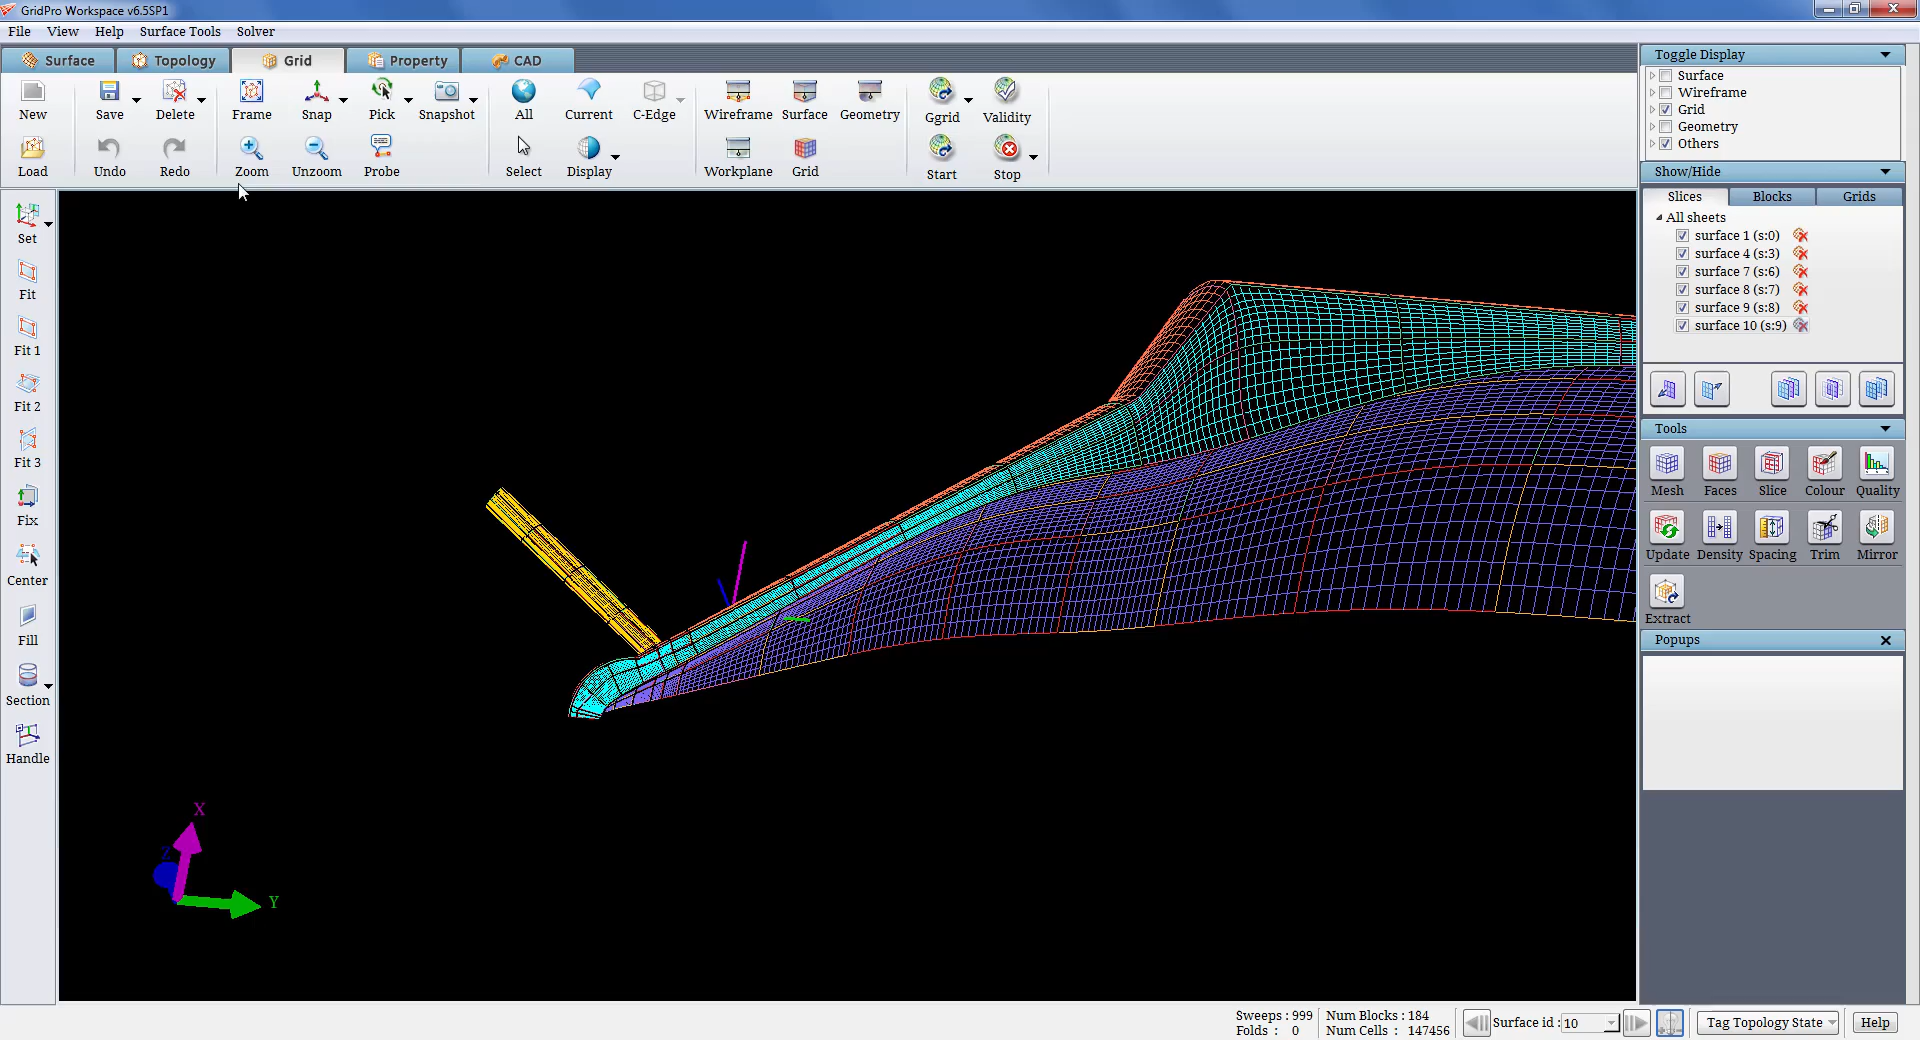 GridPro Workspace v6.5SP1
File View Help Surface Tools Solver
Surface Topology Grid Property CAD
New Save Delete Frame Snap Pick Snapshot All Current C-Edge Wireframe Surface Geometry Ggrid Validity
Load Undo Redo Zoom Unzoom Probe Select Display Workplane Grid Start Stop
Set
Fit
Fit 1
Fit 2
Fit 3
Fix
Center
Fill
Section
Handle
X
Z
Y
Toggle Display
Surface
Wireframe
Grid
Geometry
Others
Show/Hide
Slices Blocks Grids
All sheets
surface 1 (s:0)
surface 4 (s:3)
surface 7 (s:6)
surface 8 (s:7)
surface 9 (s:8)
surface 10 (s:9)
Tools
Mesh Faces Slice Colour Quality
Update Density Spacing Trim Mirror
Extract
Popups
Sweeps : 999 Num Blocks : 184
Folds : 0 Num Cells : 147456
Surface id : 10 Tag Topology State Help